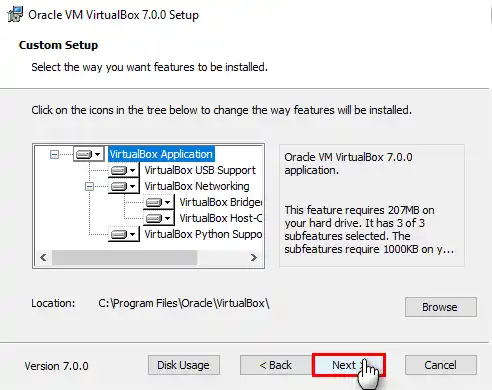 Oracle VM VirtualBox 7.0.0 Setup
Custom Setup
Select the way you want features to be installed.
Click on the icons in the tree below to change the way features will be installed.
VirtualBox Application
VirtualBox USB Support
VirtualBox Networking
VirtualBox Bridge
VirtualBox Host-C
VirtualBox Python Suppo
Oracle VM VirtualBox 7.0.0
application.
This feature requires 207MB on
your hard drive. It has 3 of 3
subfeatures selected. The
subfeatures require 1000KB on y...
Location: C:\Program Files\Oracle\VirtualBox\
Browse
Version 7.0.0
Disk Usage
< Back
Next
Cancel